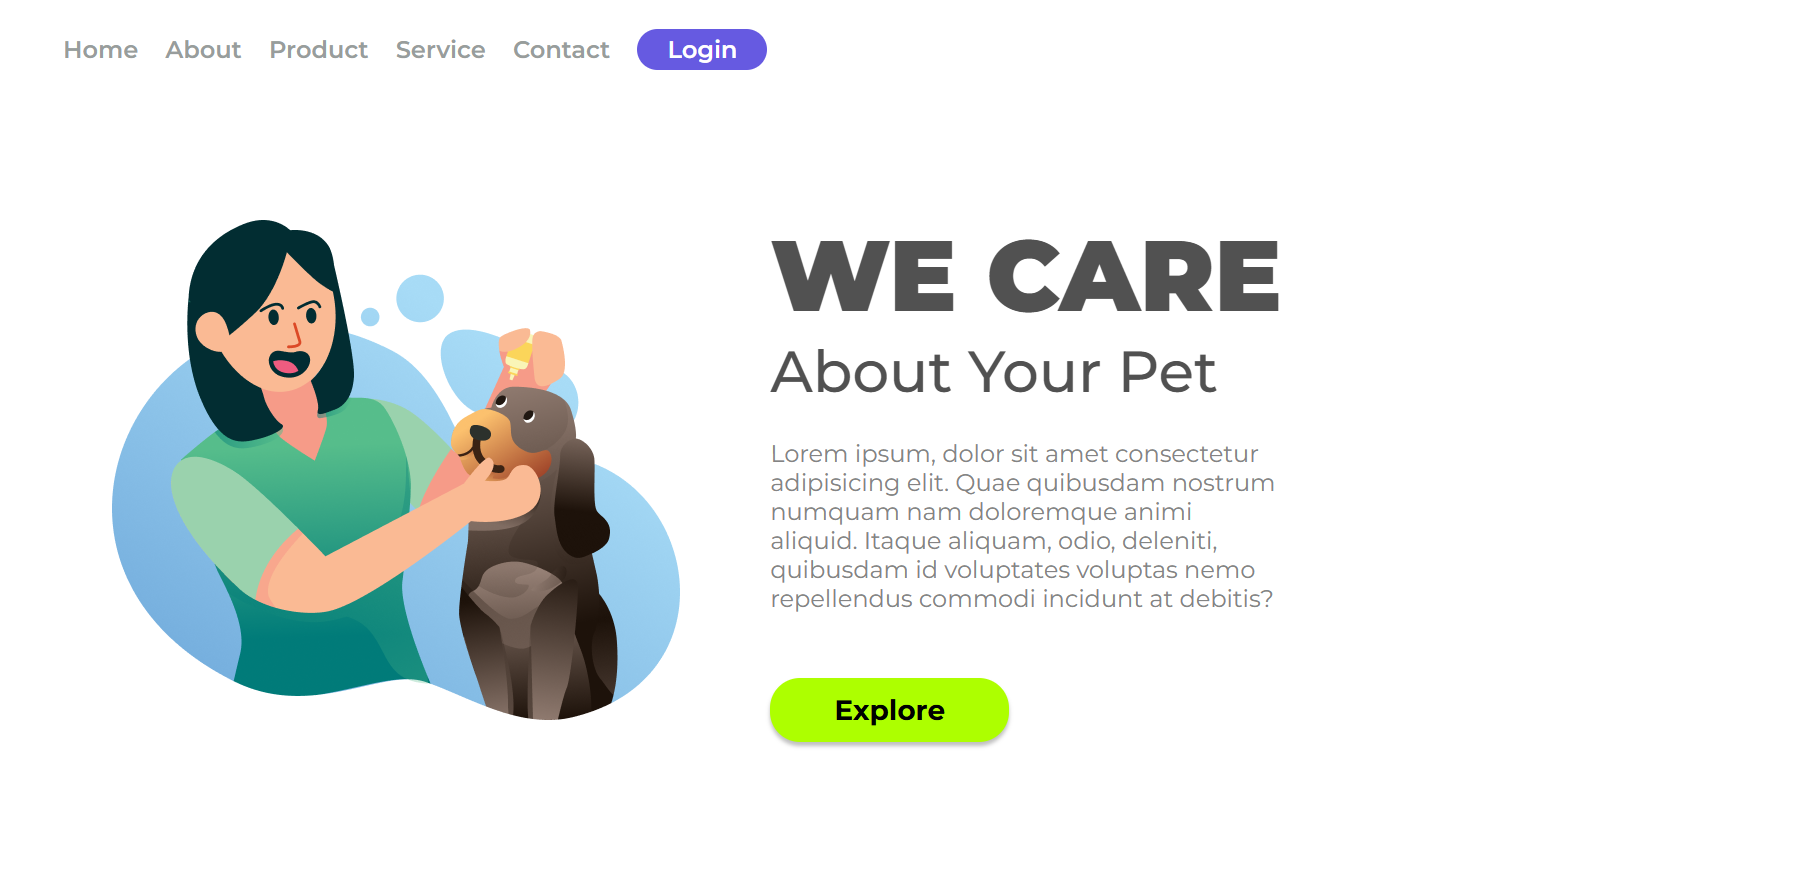 Home About Product Service Contact Login
WE CARE
About Your Pet
Lorem ipsum, dolor sit amet consectetur
adipisicing elit. Quae quibusdam nostrum
numquam nam doloremque animi
aliquid. Itaque aliquam, odio, deleniti,
quibusdam id voluptates voluptas nemo
repellendus commodi incidunt at debitis?
Explore